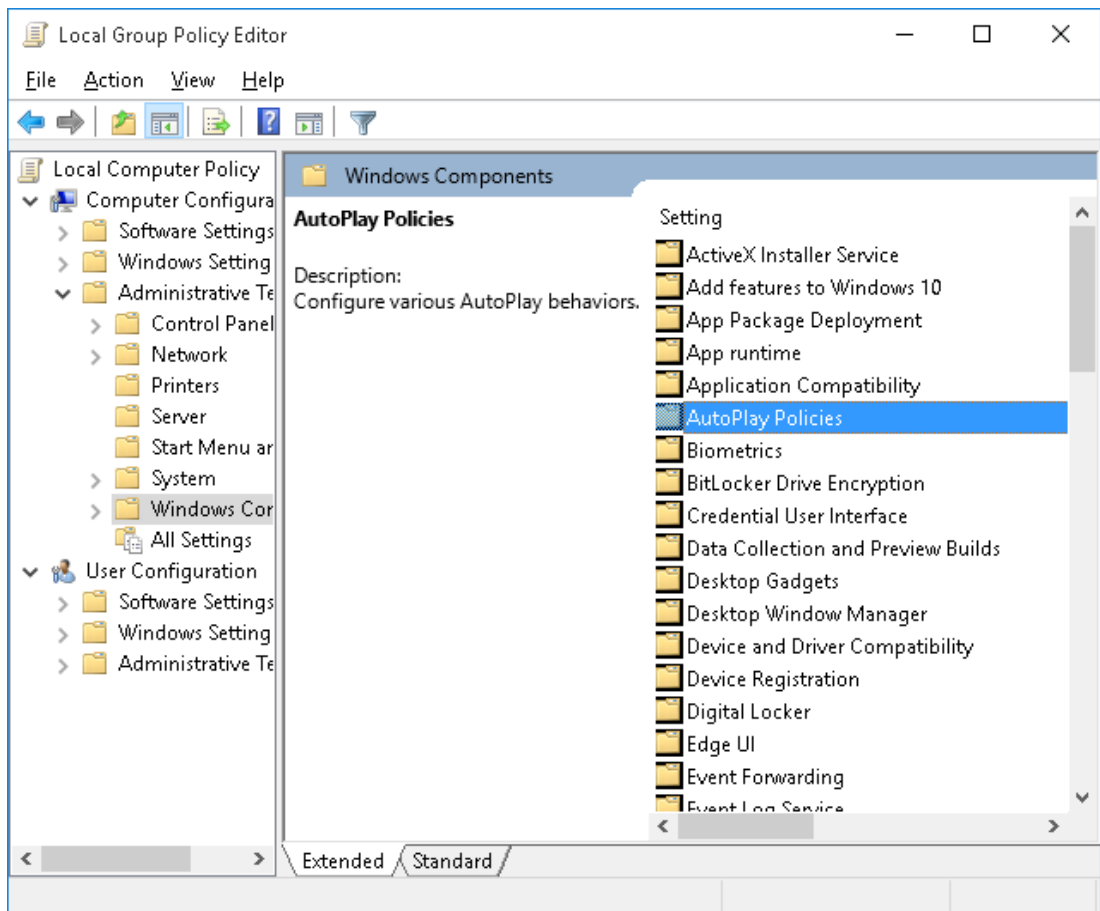 Local Group Policy Editor
File Action View Help
Local Computer Policy
Computer Configura
Software Settings
Windows Setting
Administrative Te
Control Panel
Network
Printers
Server
Start Menu ar
System
Windows Cor
All Settings
User Configuration
Software Settings
Windows Setting
Administrative Te
Windows Components
AutoPlay Policies
Description:
Configure various AutoPlay behaviors.
Setting
ActiveX Installer Service
Add features to Windows 10
App Package Deployment
App runtime
Application Compatibility
AutoPlay Policies
Biometrics
BitLocker Drive Encryption
Credential User Interface
Data Collection and Preview Builds
Desktop Gadgets
Desktop Window Manager
Device and Driver Compatibility
Device Registration
Digital Locker
Edge UI
Event Forwarding
Event Log Service
Extended Standard